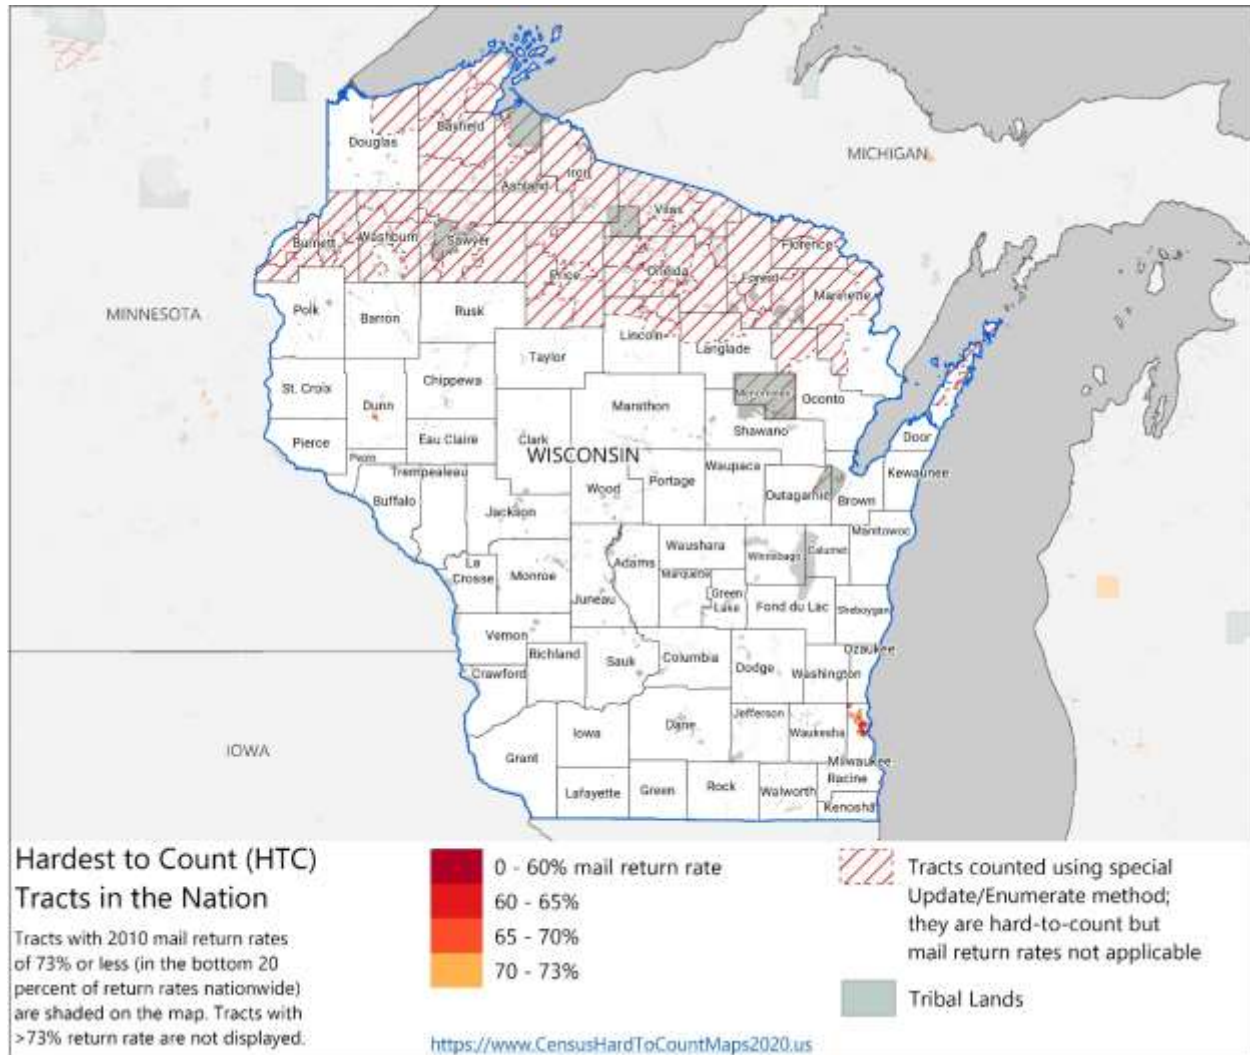 MICHIGAN
Douglas
Bayfield
Ashland
Iron
Vilas
Burnett
Washburn
Sawyer
Florence
Price
Oneida
Forest
Marinette
MINNESOTA
Polk
Barron
Rusk
Lincoln
Langlade
Taylor
St. Croix
Chippewa
Dunn
Menominee
Oconto
Marathon
Pierce
Eau Claire
Clark
Shawano
Door
WISCONSIN
Pepin
Trempealeau
Waupaca
Kewaunee
Buffalo
Wood
Portage
Outagamie
Brown
Jackson
Manitowoc
La
Crosse
Monroe
Juneau
Adams
Waushara
Winnebago
Calumet
Marquette
Green
Lake
Fond du Lac
Sheboygan
Vernon
Richland
Sauk
Columbia
Dodge
Ozaukee
Washington
Crawford
IOWA
Grant
Iowa
Dane
Jefferson
Waukesha
Milwaukee
Lafayette
Green
Rock
Walworth
Racine
Kenosha
Hardest to Count (HTC)
Tracts in the Nation
Tracts with 2010 mail return rates
of 73% or less (in the bottom 20
percent of return rates nationwide)
are shaded on the map. Tracts with
>73% return rate are not displayed.
0 - 60% mail return rate
60 - 65%
65 - 70%
70 - 73%
https://www.CensusHardToCountMaps2020.us
Tracts counted using special
Update/Enumerate method;
they are hard-to-count but
mail return rates not applicable
Tribal Lands